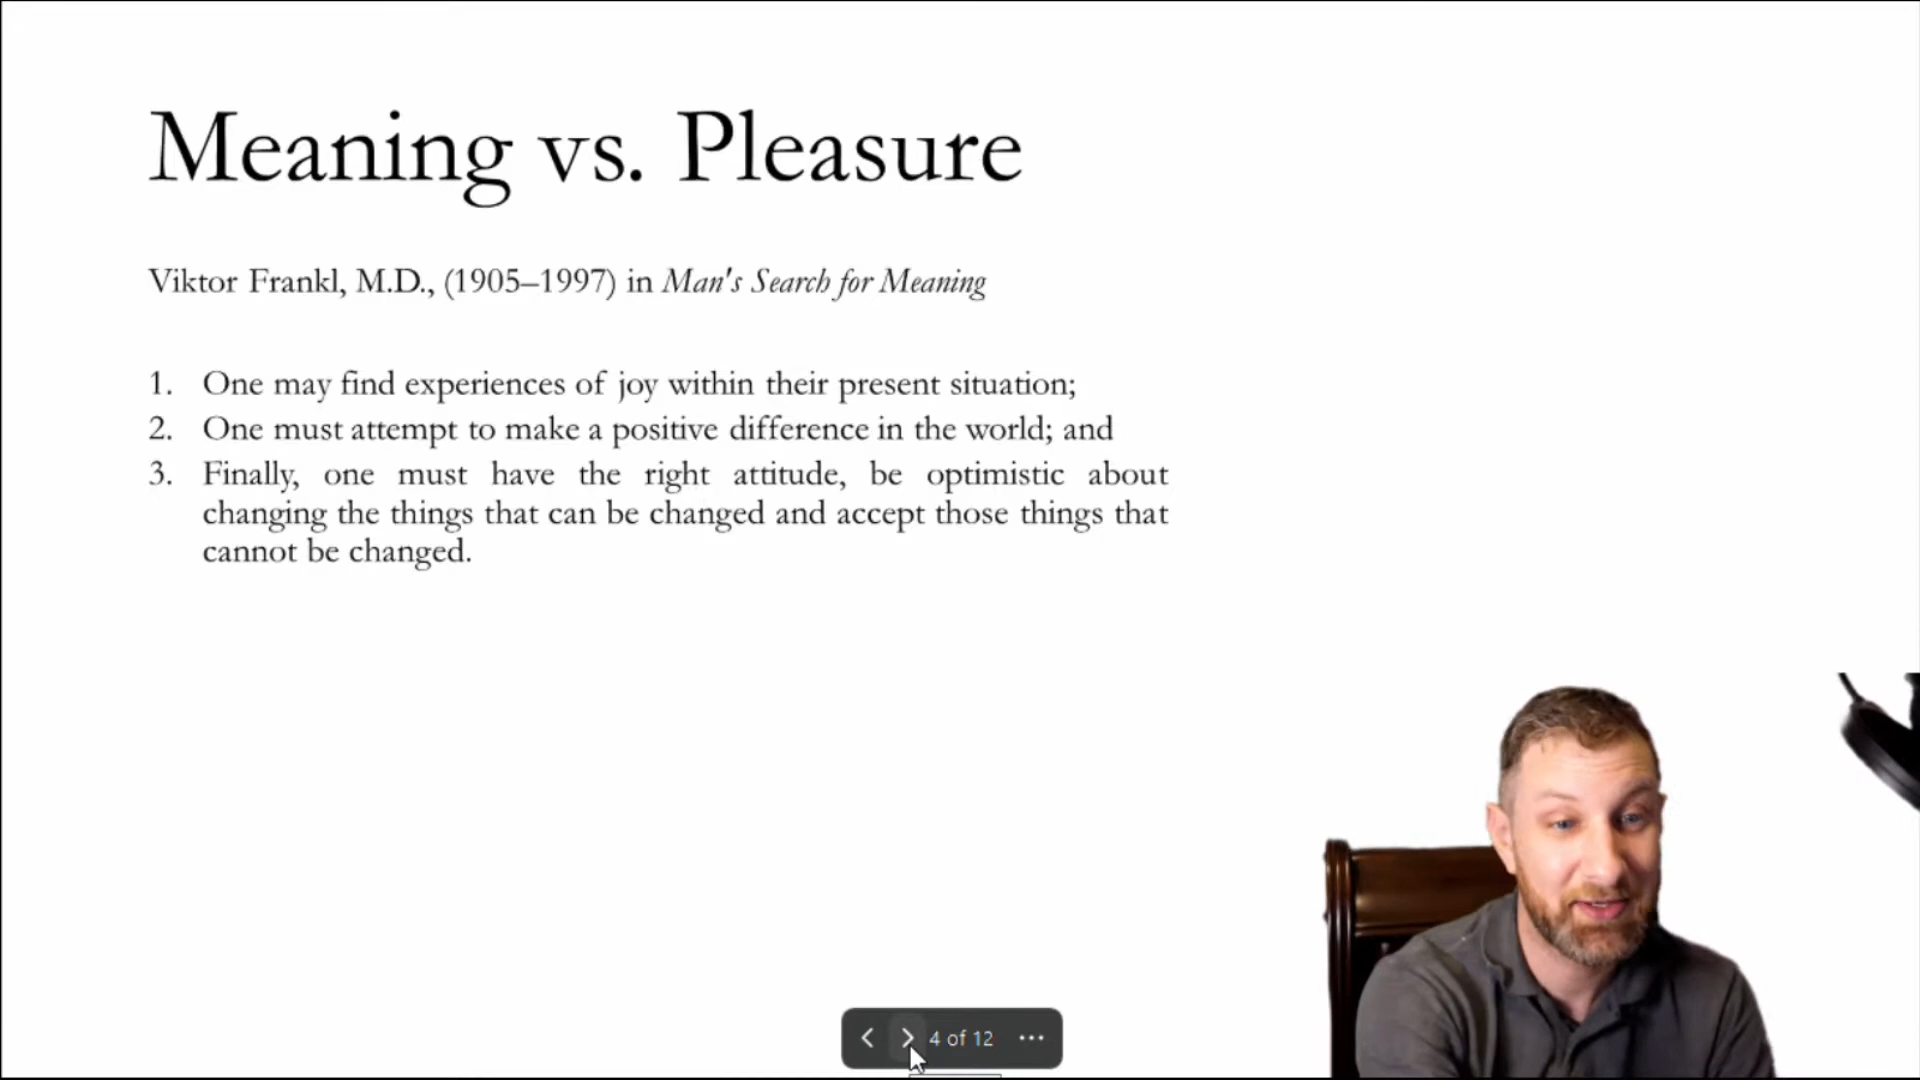 Meaning vs. Pleasure
Viktor Frankl, M.D., (1905–1997) in Man's Search for Meaning
1. One may find experiences of joy within their present situation;
2. One must attempt to make a positive difference in the world; and
3. Finally, one must have the right attitude, be optimistic about
changing the things that can be changed and accept those things that
cannot be changed.
4 of 12